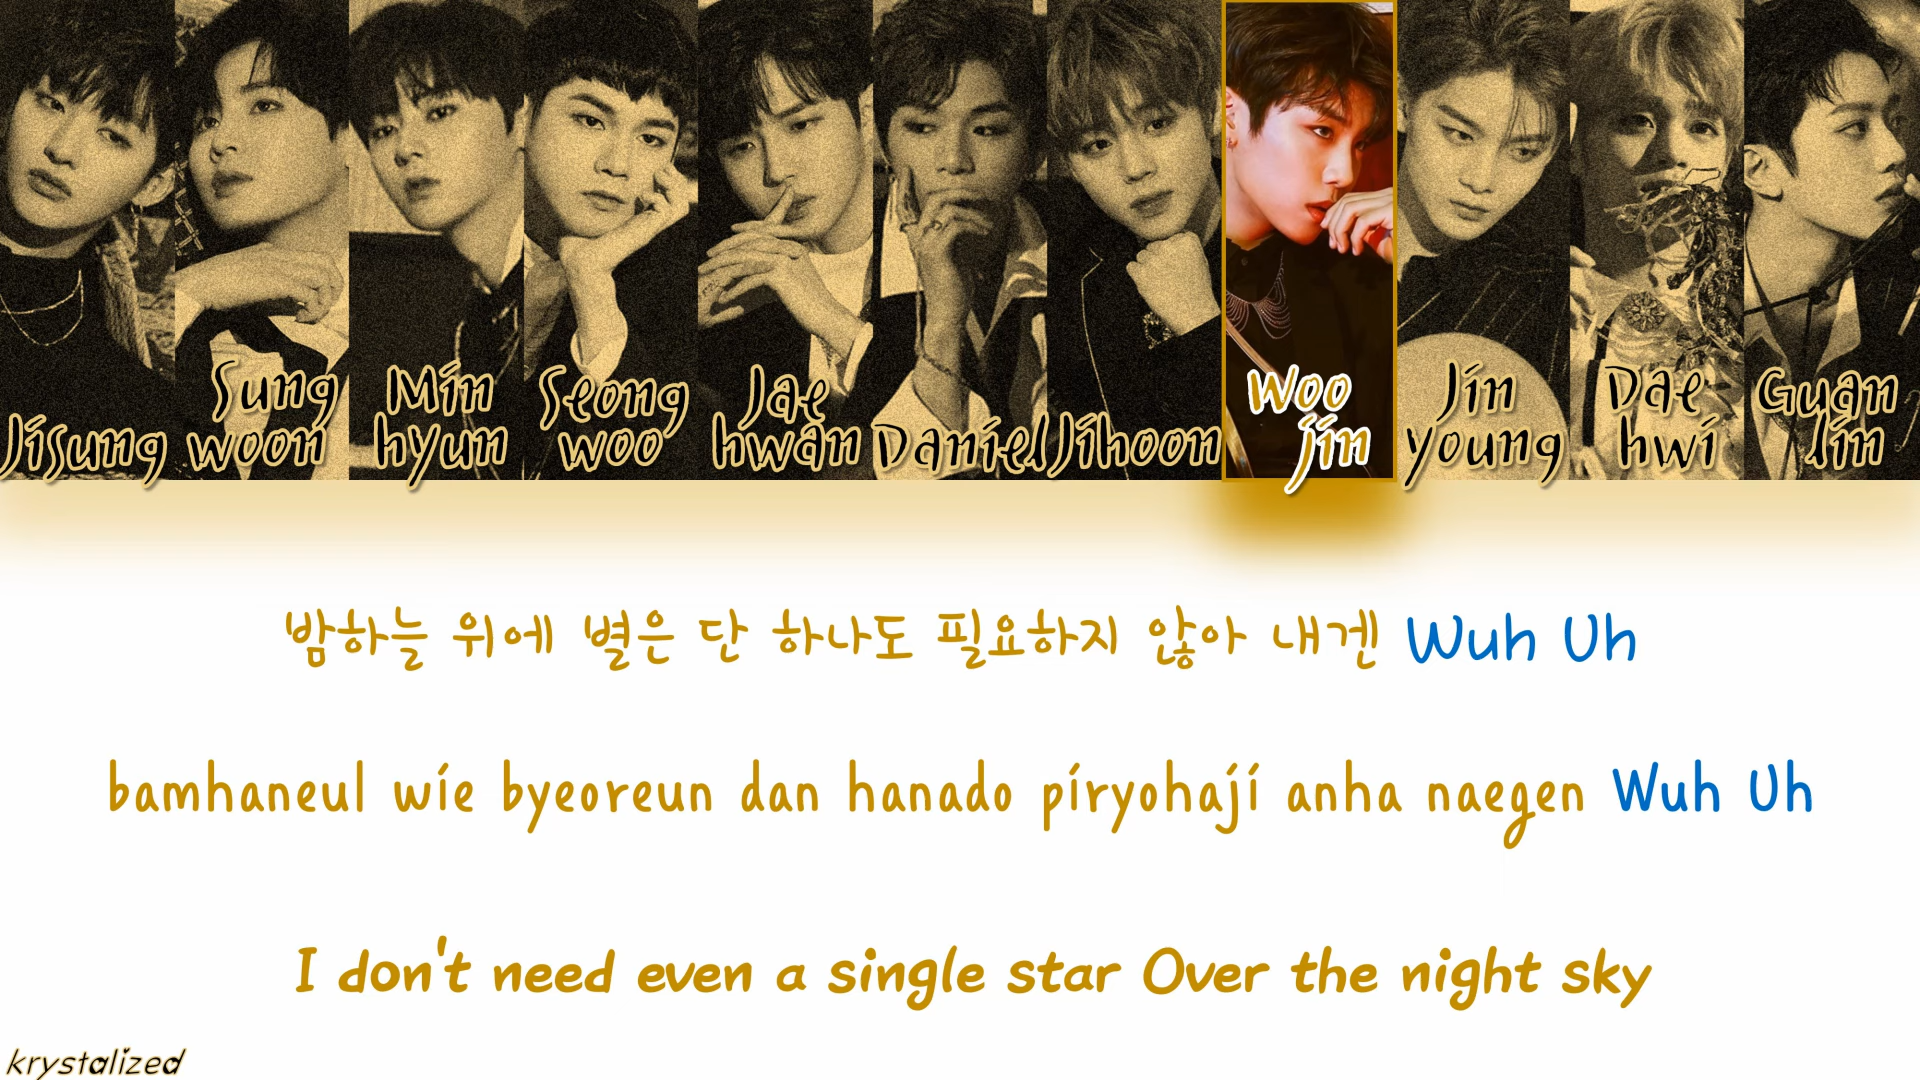 Jisung
Sung
woon
Min
hyun
Seong
woo
Jae
hwan
Daniel
Jihoon
Woo
jin
Jin
young
Dae
hwi
Guan
lin
밤하늘 위에 별은 단 하나도 필요하지 않아 내겐 Wuh Uh
bamhaneul wie byeoreun dan hanado piryohaji anha naegen Wuh Uh
I don't need even a single star Over the night sky
krystalized